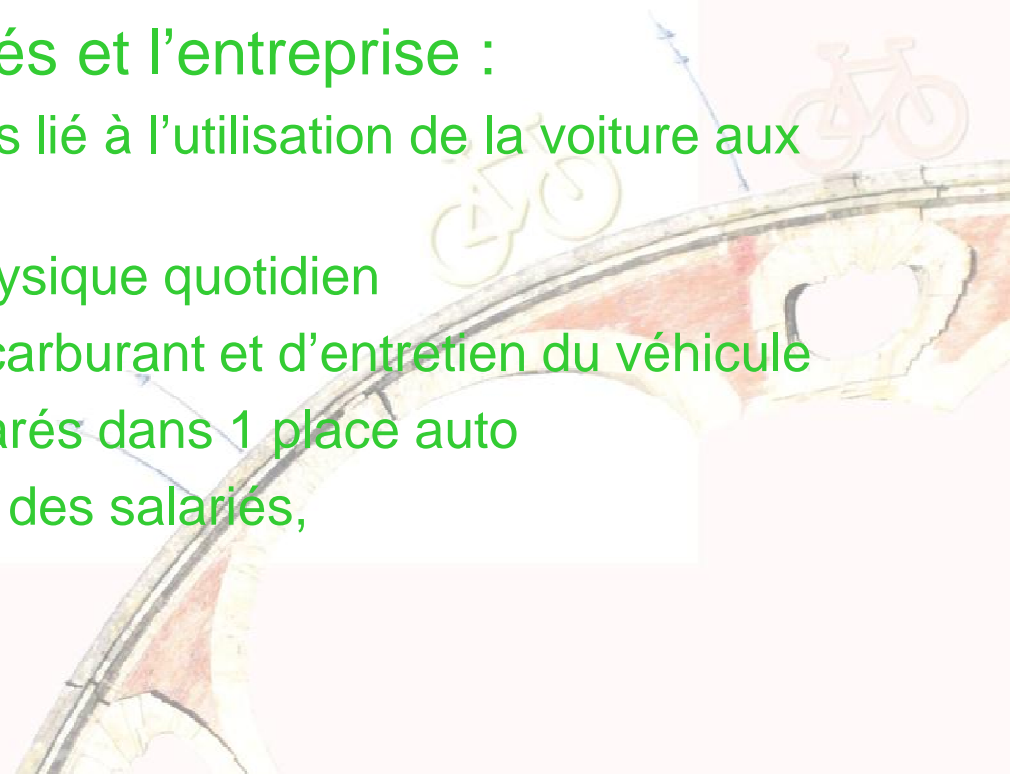 és et l’entreprise :
s lié à l’utilisation de la voiture aux
ysique quotidien
carburant et d’entretien du véhicule
arés dans 1 place auto
des salariés,